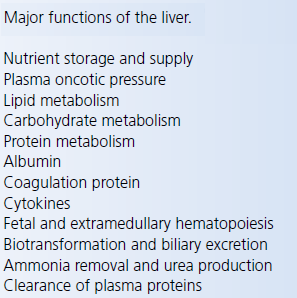 Major functions of the liver.
Nutrient storage and supply
Plasma oncotic pressure
Lipid metabolism
Carbohydrate metabolism
Protein metabolism
Albumin
Coagulation protein
Cytokines
Fetal and extramedullary hematopoiesis
Biotransformation and biliary excretion
Ammonia removal and urea production
Clearance of plasma proteins